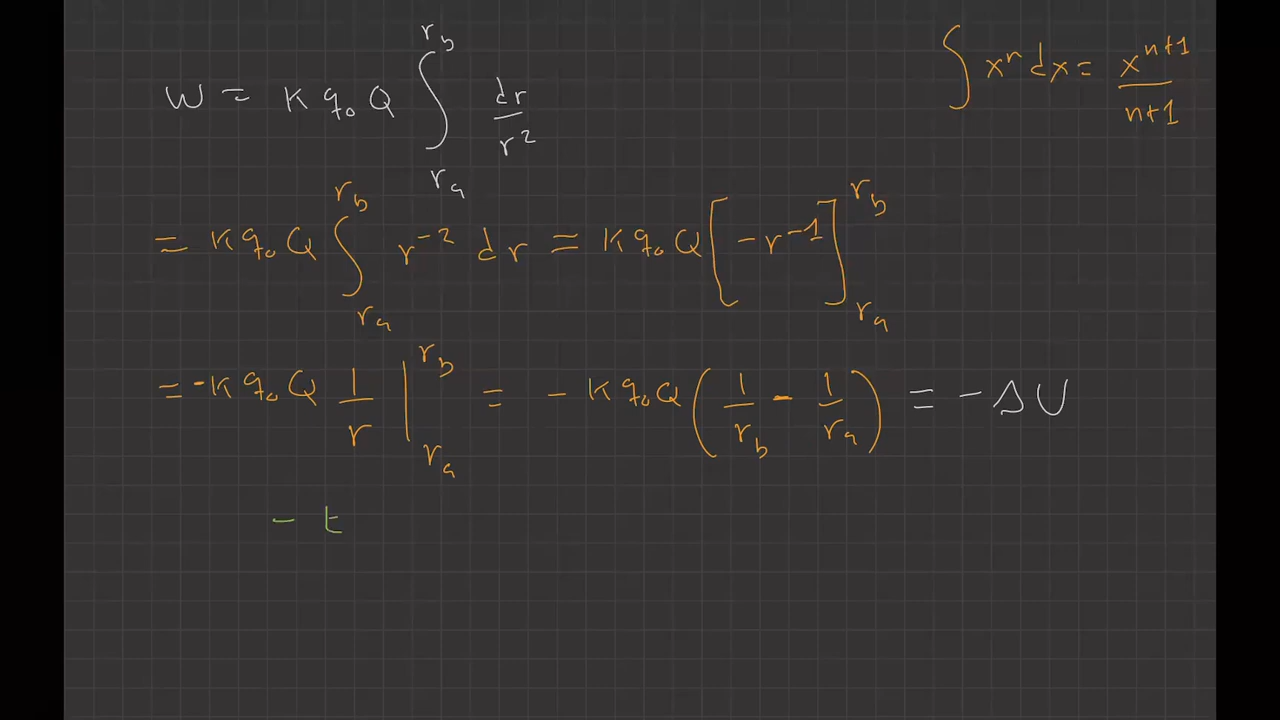 W = K q₀ Q ∫_{r_a}^{r_b} dr/r²
∫ xⁿ dx = x^{n+1}/(n+1)
= K q₀ Q ∫_{r_a}^{r_b} r⁻² dr = K q₀ Q [-r⁻¹]_{r_a}^{r_b}
= -K q₀ Q 1/r |_{r_a}^{r_b} = - K q₀ Q (1/r_b - 1/r_a) = - ΔU
- t